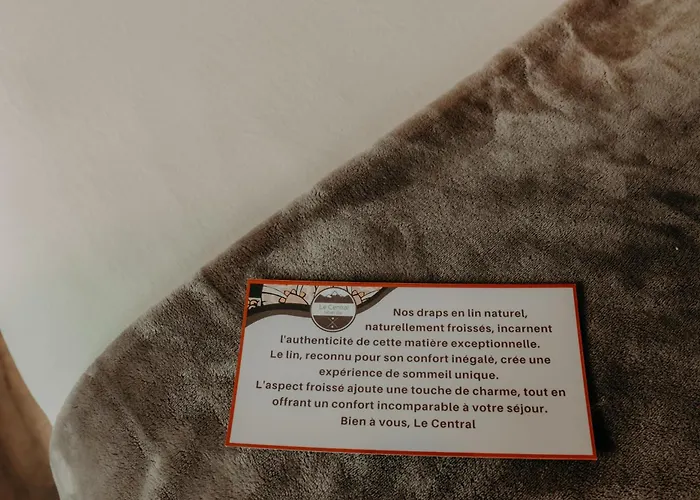 Le Central
Nos draps en lin naturel,
naturellement froissés, incarnent
l'authenticité de cette matière exceptionnelle.
Le lin, reconnu pour son confort inégalé, crée une
expérience de sommeil unique.
L'aspect froissé ajoute une touche de charme, tout en
offrant un confort incomparable à votre séjour.
Bien à vous, Le Central